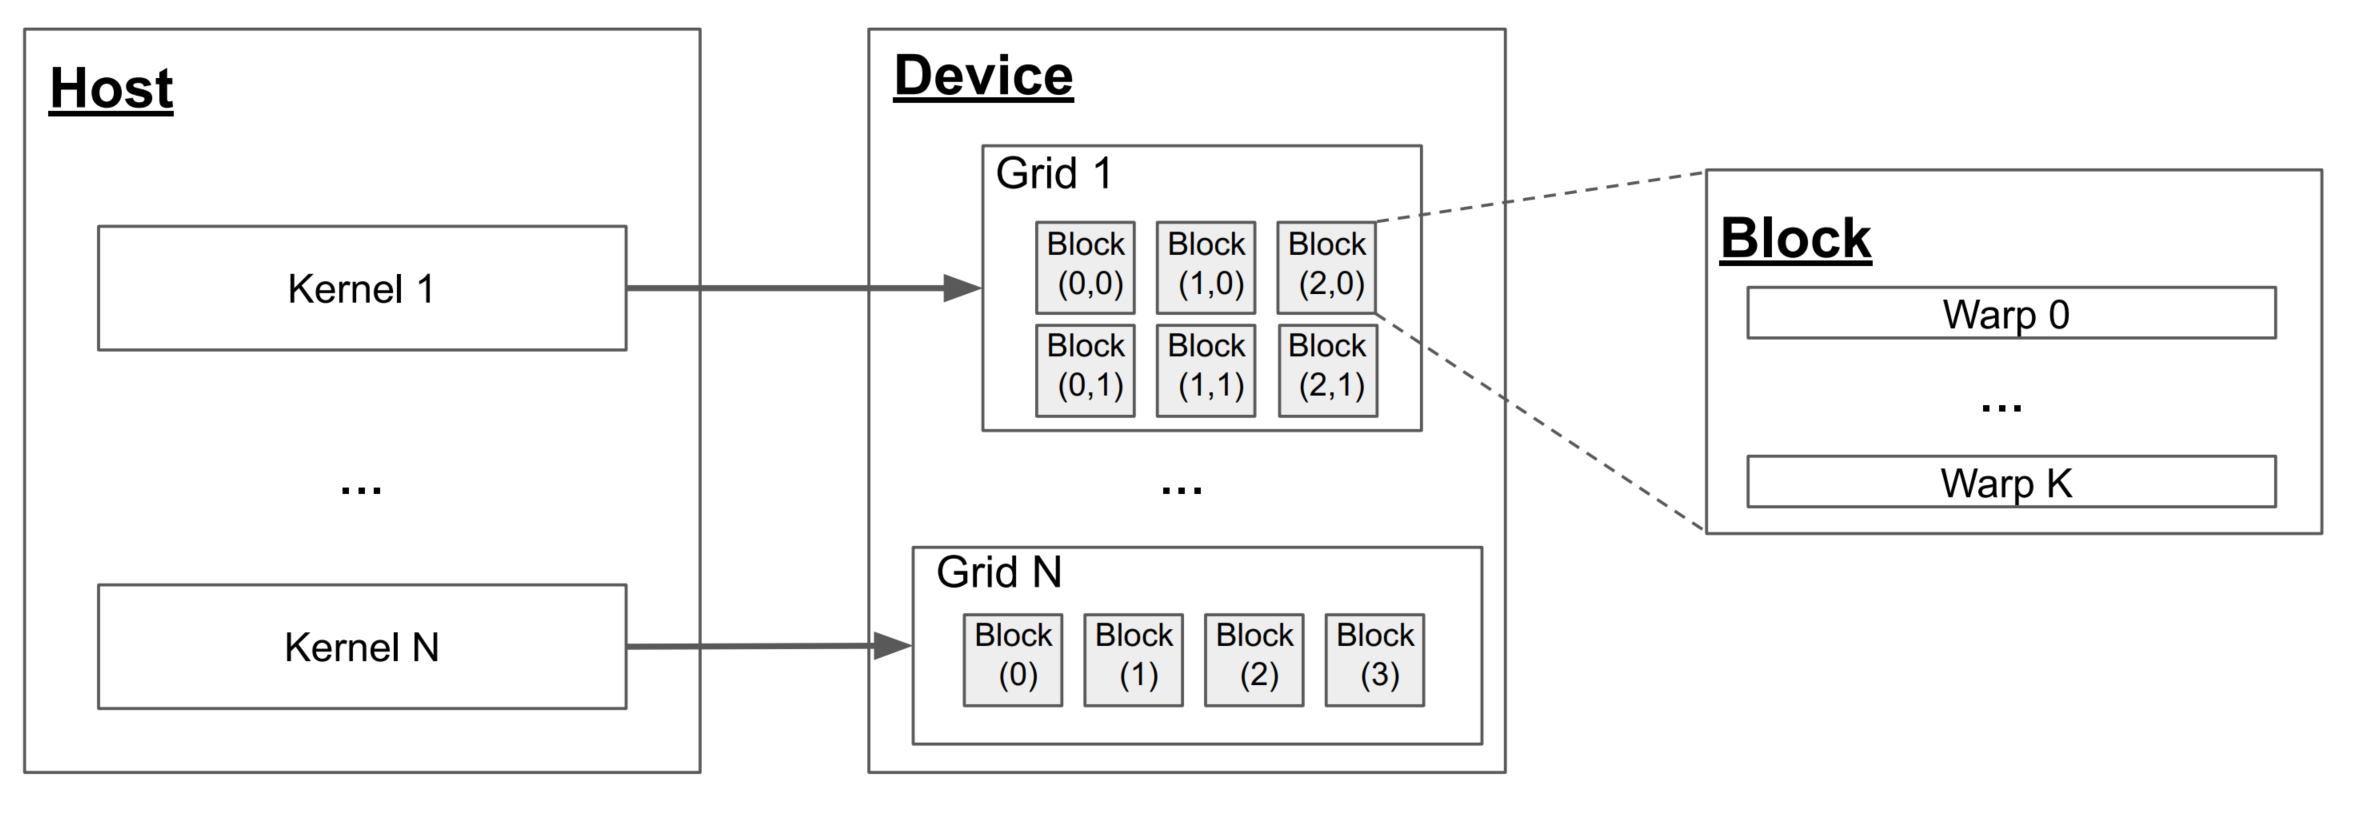 Host
Kernel 1
...
Kernel N
Device
Grid 1
Block
(0,0)
Block
(1,0)
Block
(2,0)
Block
(0,1)
Block
(1,1)
Block
(2,1)
...
Grid N
Block
(0)
Block
(1)
Block
(2)
Block
(3)
Block
Warp 0
...
Warp K